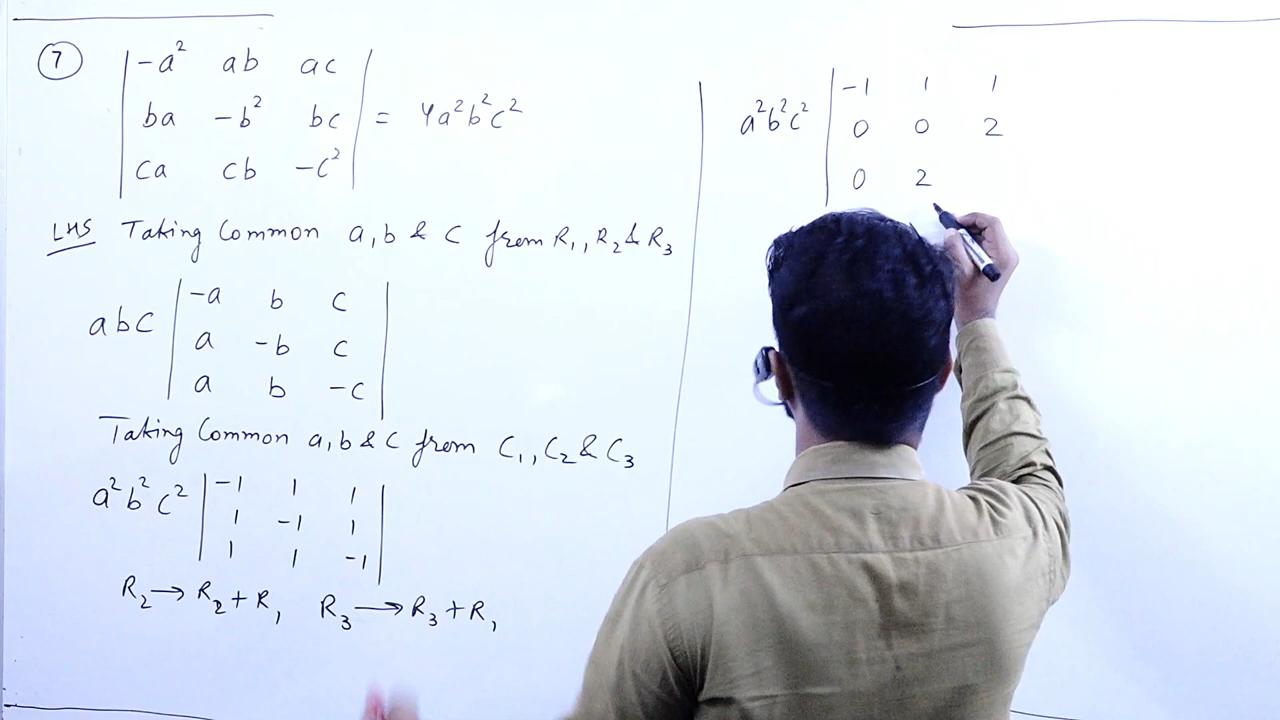 7
-a² ab ac
ba -b² bc = 4a²b²c²
ca cb -c²
LHS Taking Common a, b & c from R₁, R₂ & R₃
abc
-a b c
a -b c
a b -c
Taking Common a, b & c from C₁, C₂ & C₃
a²b²c²
-1 1 1
1 -1 1
1 1 -1
R₂ → R₂ + R₁ R₃ → R₃ + R₁
a²b²c²
-1 1 1
0 0 2
0 2